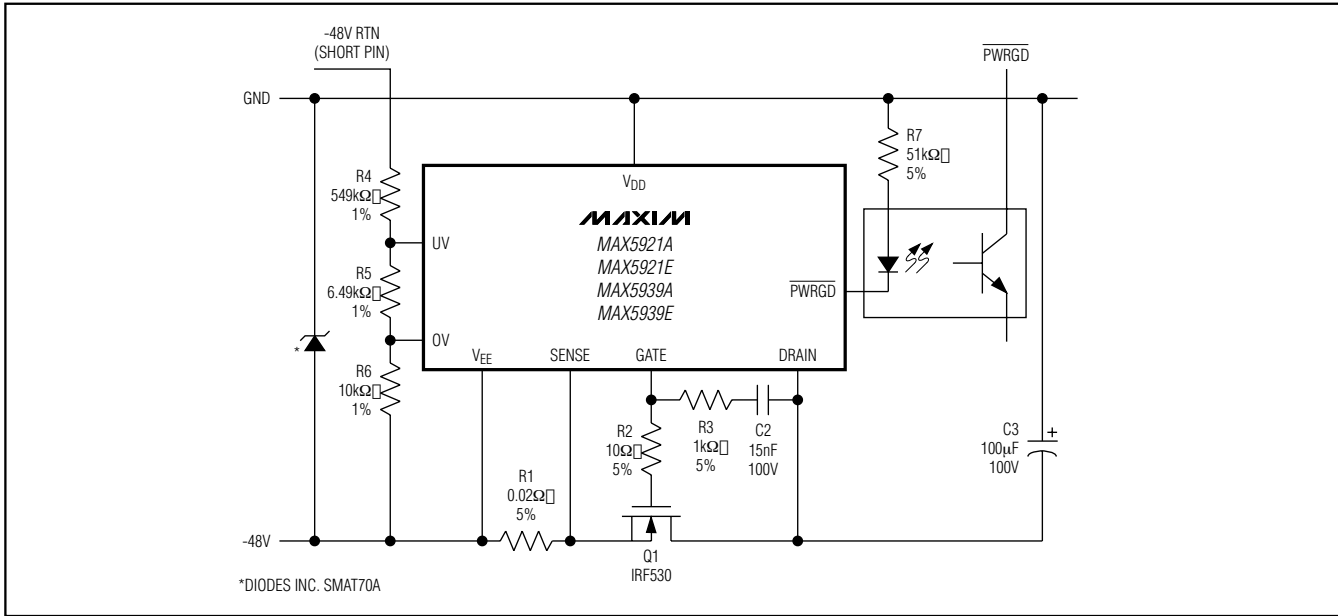 -48V RTN
(SHORT PIN)
PWRGD
GND
R7
51kΩ▯
5%
R4
549kΩ▯
1%
VDD
MAXIM
MAX5921A
MAX5921E
MAX5939A
MAX5939E
UV
R5
6.49kΩ▯
1%
PWRGD
OV
*
VEE
SENSE
GATE
DRAIN
R6
10kΩ▯
1%
R3
1kΩ▯
5%
C2
15nF
100V
R2
10Ω▯
5%
C3
100μF
100V
+
R1
0.02Ω▯
5%
-48V
Q1
IRF530
*DIODES INC. SMAT70A